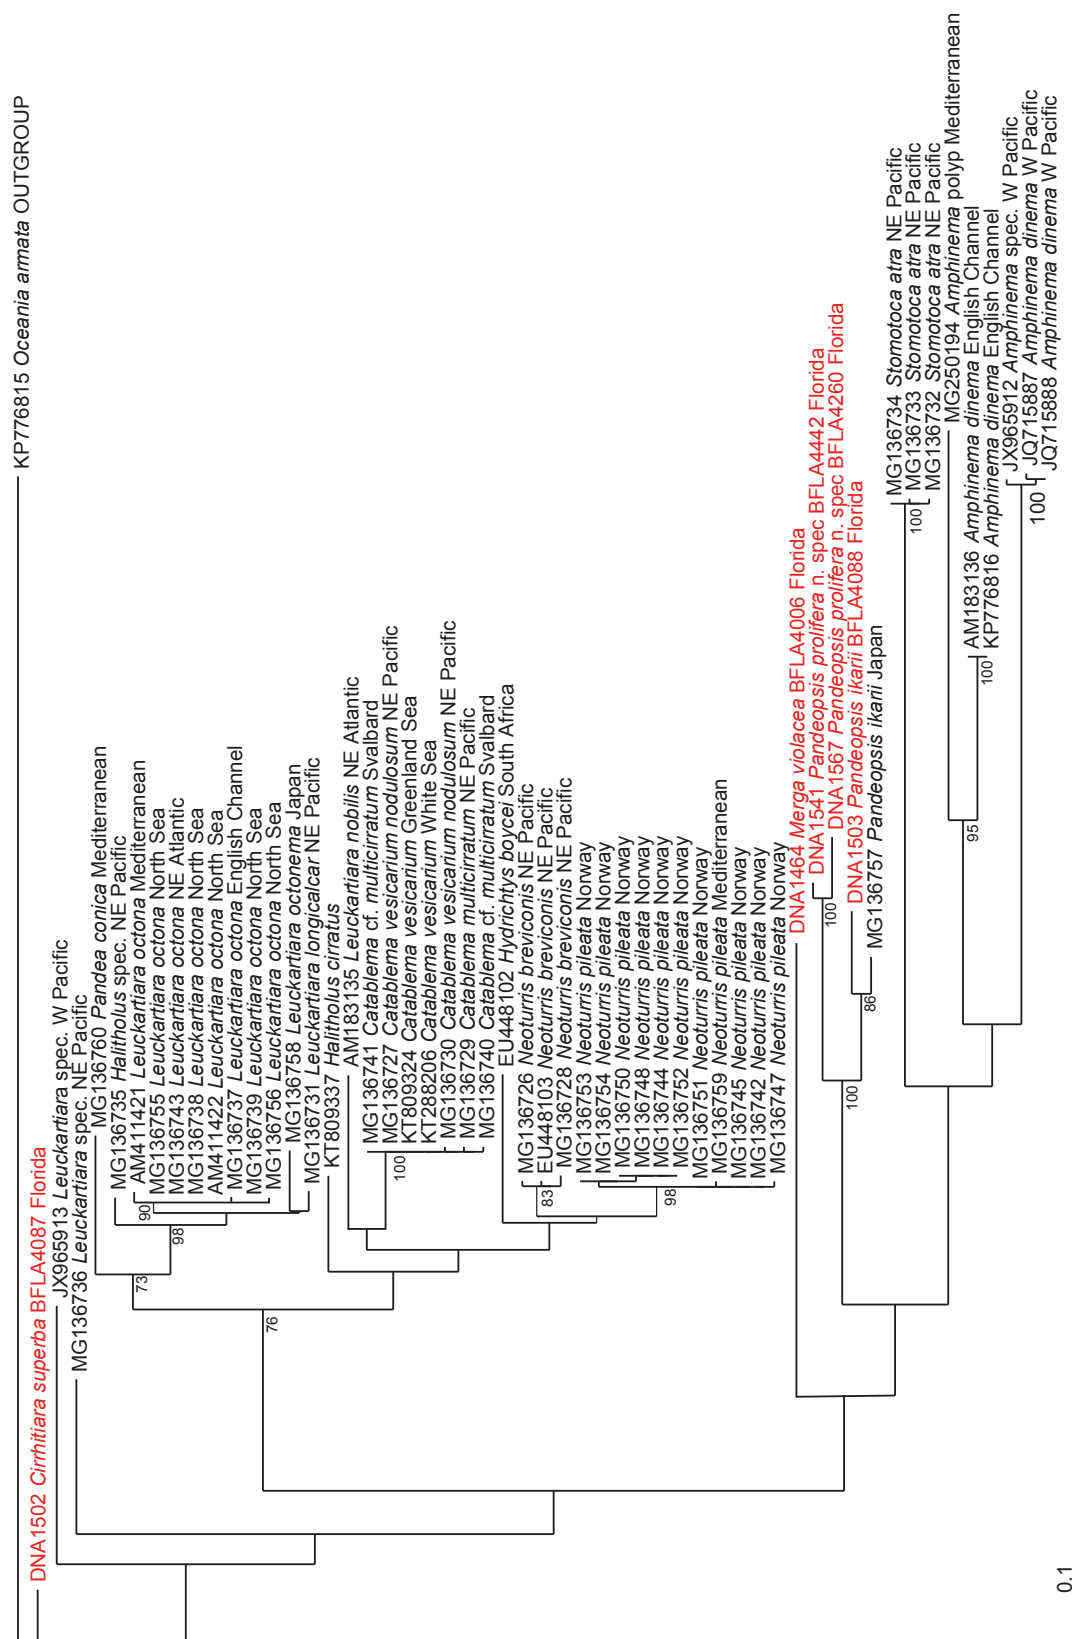 KP776815 Oceania armata OUTGROUP
DNA1502 Cirrhitiara superba BFLA4087 Florida
JX965913 Leuckartiara spec. W Pacific
MG136736 Leuckartiara spec. NE Pacific
MG136760 Pandea conica Mediterranean
MG136735 Halitholus spec. NE Pacific
AM411421 Leuckartiara octona Mediterranean
MG136755 Leuckartiara octona North Sea
MG136743 Leuckartiara octona NE Atlantic
MG136738 Leuckartiara octona North Sea
AM411422 Leuckartiara octona North Sea
MG136737 Leuckartiara octona English Channel
MG136739 Leuckartiara octona North Sea
MG136756 Leuckartiara octona North Sea
MG136758 Leuckartiara octonema Japan
MG136731 Leuckartiara longicalcar NE Pacific
KT809337 Halitholus cirratus
AM183135 Leuckartiara nobilis NE Atlantic
MG136741 Catablema cf. multicirratum Svalbard
MG136727 Catablema vesicarium nodulosum NE Pacific
KT809324 Catablema vesicarium Greenland Sea
KT288206 Catablema vesicarium White Sea
MG136730 Catablema vesicarium nodulosum NE Pacific
MG136729 Catablema multicirratum NE Pacific
MG136740 Catablema cf. multicirratum Svalbard
EU448102 Hydrichtys boycei South Africa
MG136726 Neoturris breviconis NE Pacific
EU448103 Neoturris breviconis NE Pacific
MG136728 Neoturris breviconis NE Pacific
MG136753 Neoturris pileata Norway
MG136754 Neoturris pileata Norway
MG136750 Neoturris pileata Norway
MG136748 Neoturris pileata Norway
MG136744 Neoturris pileata Norway
MG136752 Neoturris pileata Norway
MG136751 Neoturris pileata Norway
MG136759 Neoturris pileata Mediterranean
MG136745 Neoturris pileata Norway
MG136742 Neoturris pileata Norway
MG136747 Neoturris pileata Norway
DNA1464 Merga violacea BFLA4006 Florida
DNA1541 Pandeopsis prolifera n. spec BFLA4442 Florida
DNA1567 Pandeopsis prolifera n. spec BFLA4260 Florida
DNA1503 Pandeopsis ikarii BFLA4088 Florida
MG136757 Pandeopsis ikarii Japan
MG136734 Stomotoca atra NE Pacific
MG136733 Stomotoca atra NE Pacific
MG136732 Stomotoca atra NE Pacific
MG250194 Amphinema polyp Mediterranean
AM183136 Amphinema dinema English Channel
KP776816 Amphinema dinema English Channel
JX965912 Amphinema spec. W Pacific
JQ715887 Amphinema dinema W Pacific
JQ715888 Amphinema dinema W Pacific
73
90
98
76
100
83
98
100
100
86
100
95
100
100
0.1